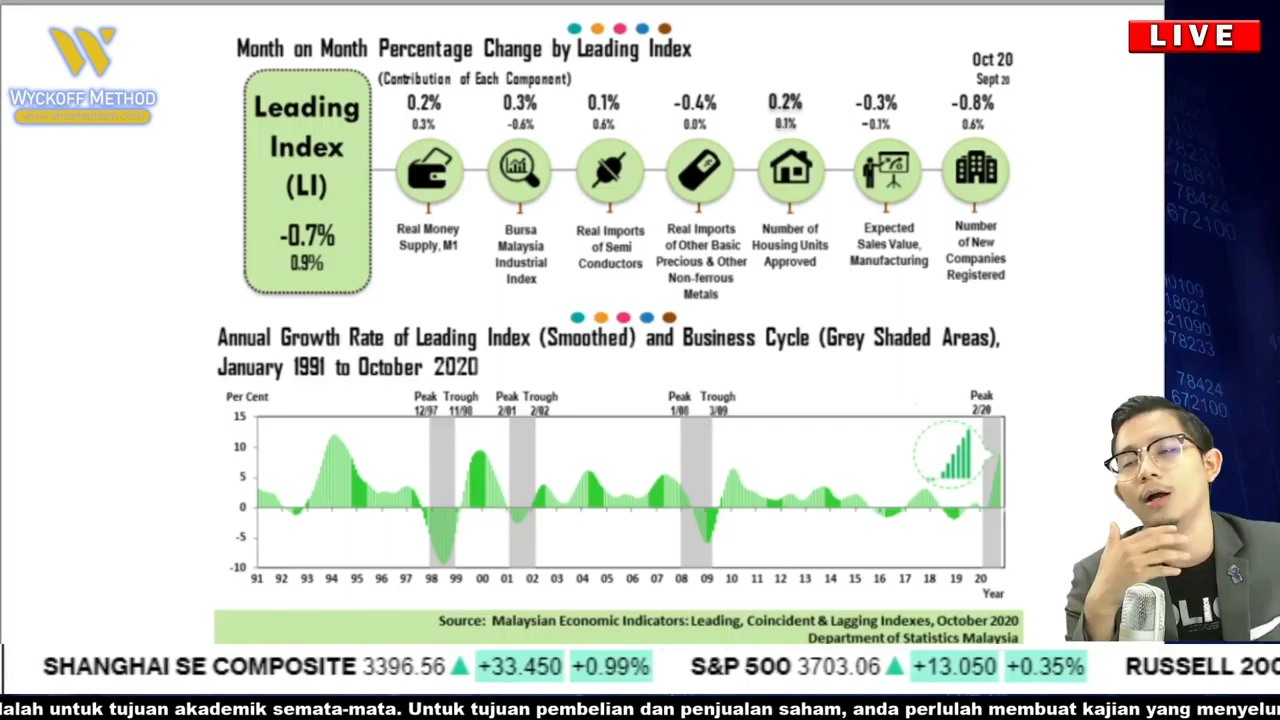 WYCKOFF METHOD
LIVE
Month on Month Percentage Change by Leading Index
(Contribution of Each Component)
Oct 20
Sept 20
Leading
Index
(LI)
-0.7%
0.9%
0.2% 0.3% 0.1% -0.4% 0.2% -0.3% -0.8%
0.3% -0.6% 0.6% 0.0% 0.1% -0.1% 0.6%
Real Money
Supply, M1
Bursa
Malaysia
Industrial
Index
Real Imports
of Semi
Conductors
Real Imports
of Other Basic
Precious & Other
Non-ferrous
Metals
Number of
Housing Units
Approved
Expected
Sales Value,
Manufacturing
Number
of New
Companies
Registered
Annual Growth Rate of Leading Index (Smoothed) and Business Cycle (Grey Shaded Areas),
January 1991 to October 2020
Per Cent
Peak Trough Peak Trough Peak Trough Peak
12/97 11/98 2/01 2/02 1/08 3/09 2/20
15
10
5
0
-5
-10
91 92 93 94 95 96 97 98 99 00 01 02 03 04 05 06 07 08 09 10 11 12 13 14 15 16 17 18 19 20
Year
Source: Malaysian Economic Indicators: Leading, Coincident & Lagging Indexes, October 2020
Department of Statistics Malaysia
78424
672100
18021
21090
78233
78424
672100
SHANGHAI SE COMPOSITE 3396.56 +33.450 +0.99% S&P 500 3703.06 +13.050 +0.35% RUSSELL 200
dalah untuk tujuan akademik semata-mata. Untuk tujuan pembelian dan penjualan saham, anda perlulah membuat kajian yang menyelu